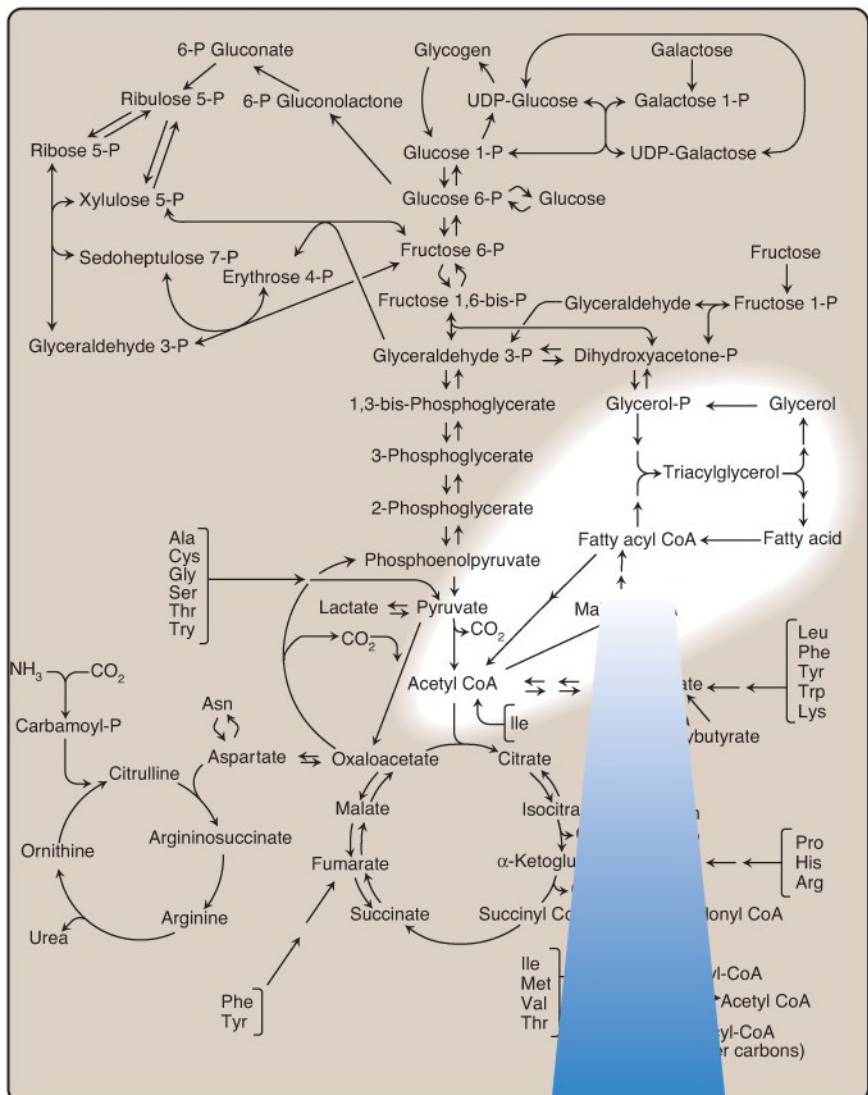 6-P Gluconate
Glycogen
Galactose
Ribulose 5-P
6-P Gluconolactone
UDP-Glucose
Galactose 1-P
Ribose 5-P
Glucose 1-P
UDP-Galactose
Xylulose 5-P
Glucose 6-P
Glucose
Sedoheptulose 7-P
Fructose 6-P
Fructose
Erythrose 4-P
Fructose 1,6-bis-P
Glyceraldehyde
Fructose 1-P
Glyceraldehyde 3-P
Glyceraldehyde 3-P
Dihydroxyacetone-P
1,3-bis-Phosphoglycerate
Glycerol-P
Glycerol
3-Phosphoglycerate
Triacylglycerol
2-Phosphoglycerate
Fatty acyl CoA
Fatty acid
Ala
Cys
Gly
Ser
Thr
Try
Phosphoenolpyruvate
Lactate
Pyruvate
CO2
CO2
Leu
Phe
Tyr
Trp
Lys
NH3
CO2
Acetyl CoA
Ile
Carbamoyl-P
Asn
Aspartate
Oxaloacetate
Citrate
Citrulline
Malate
Argininosuccinate
Ornithine
Fumarate
Pro
His
Arg
Arginine
Succinate
Succinyl
Urea
Phe
Tyr
Ile
Met
Val
Thr
CoA
-CoA
Acetyl CoA
-CoA
carbons)